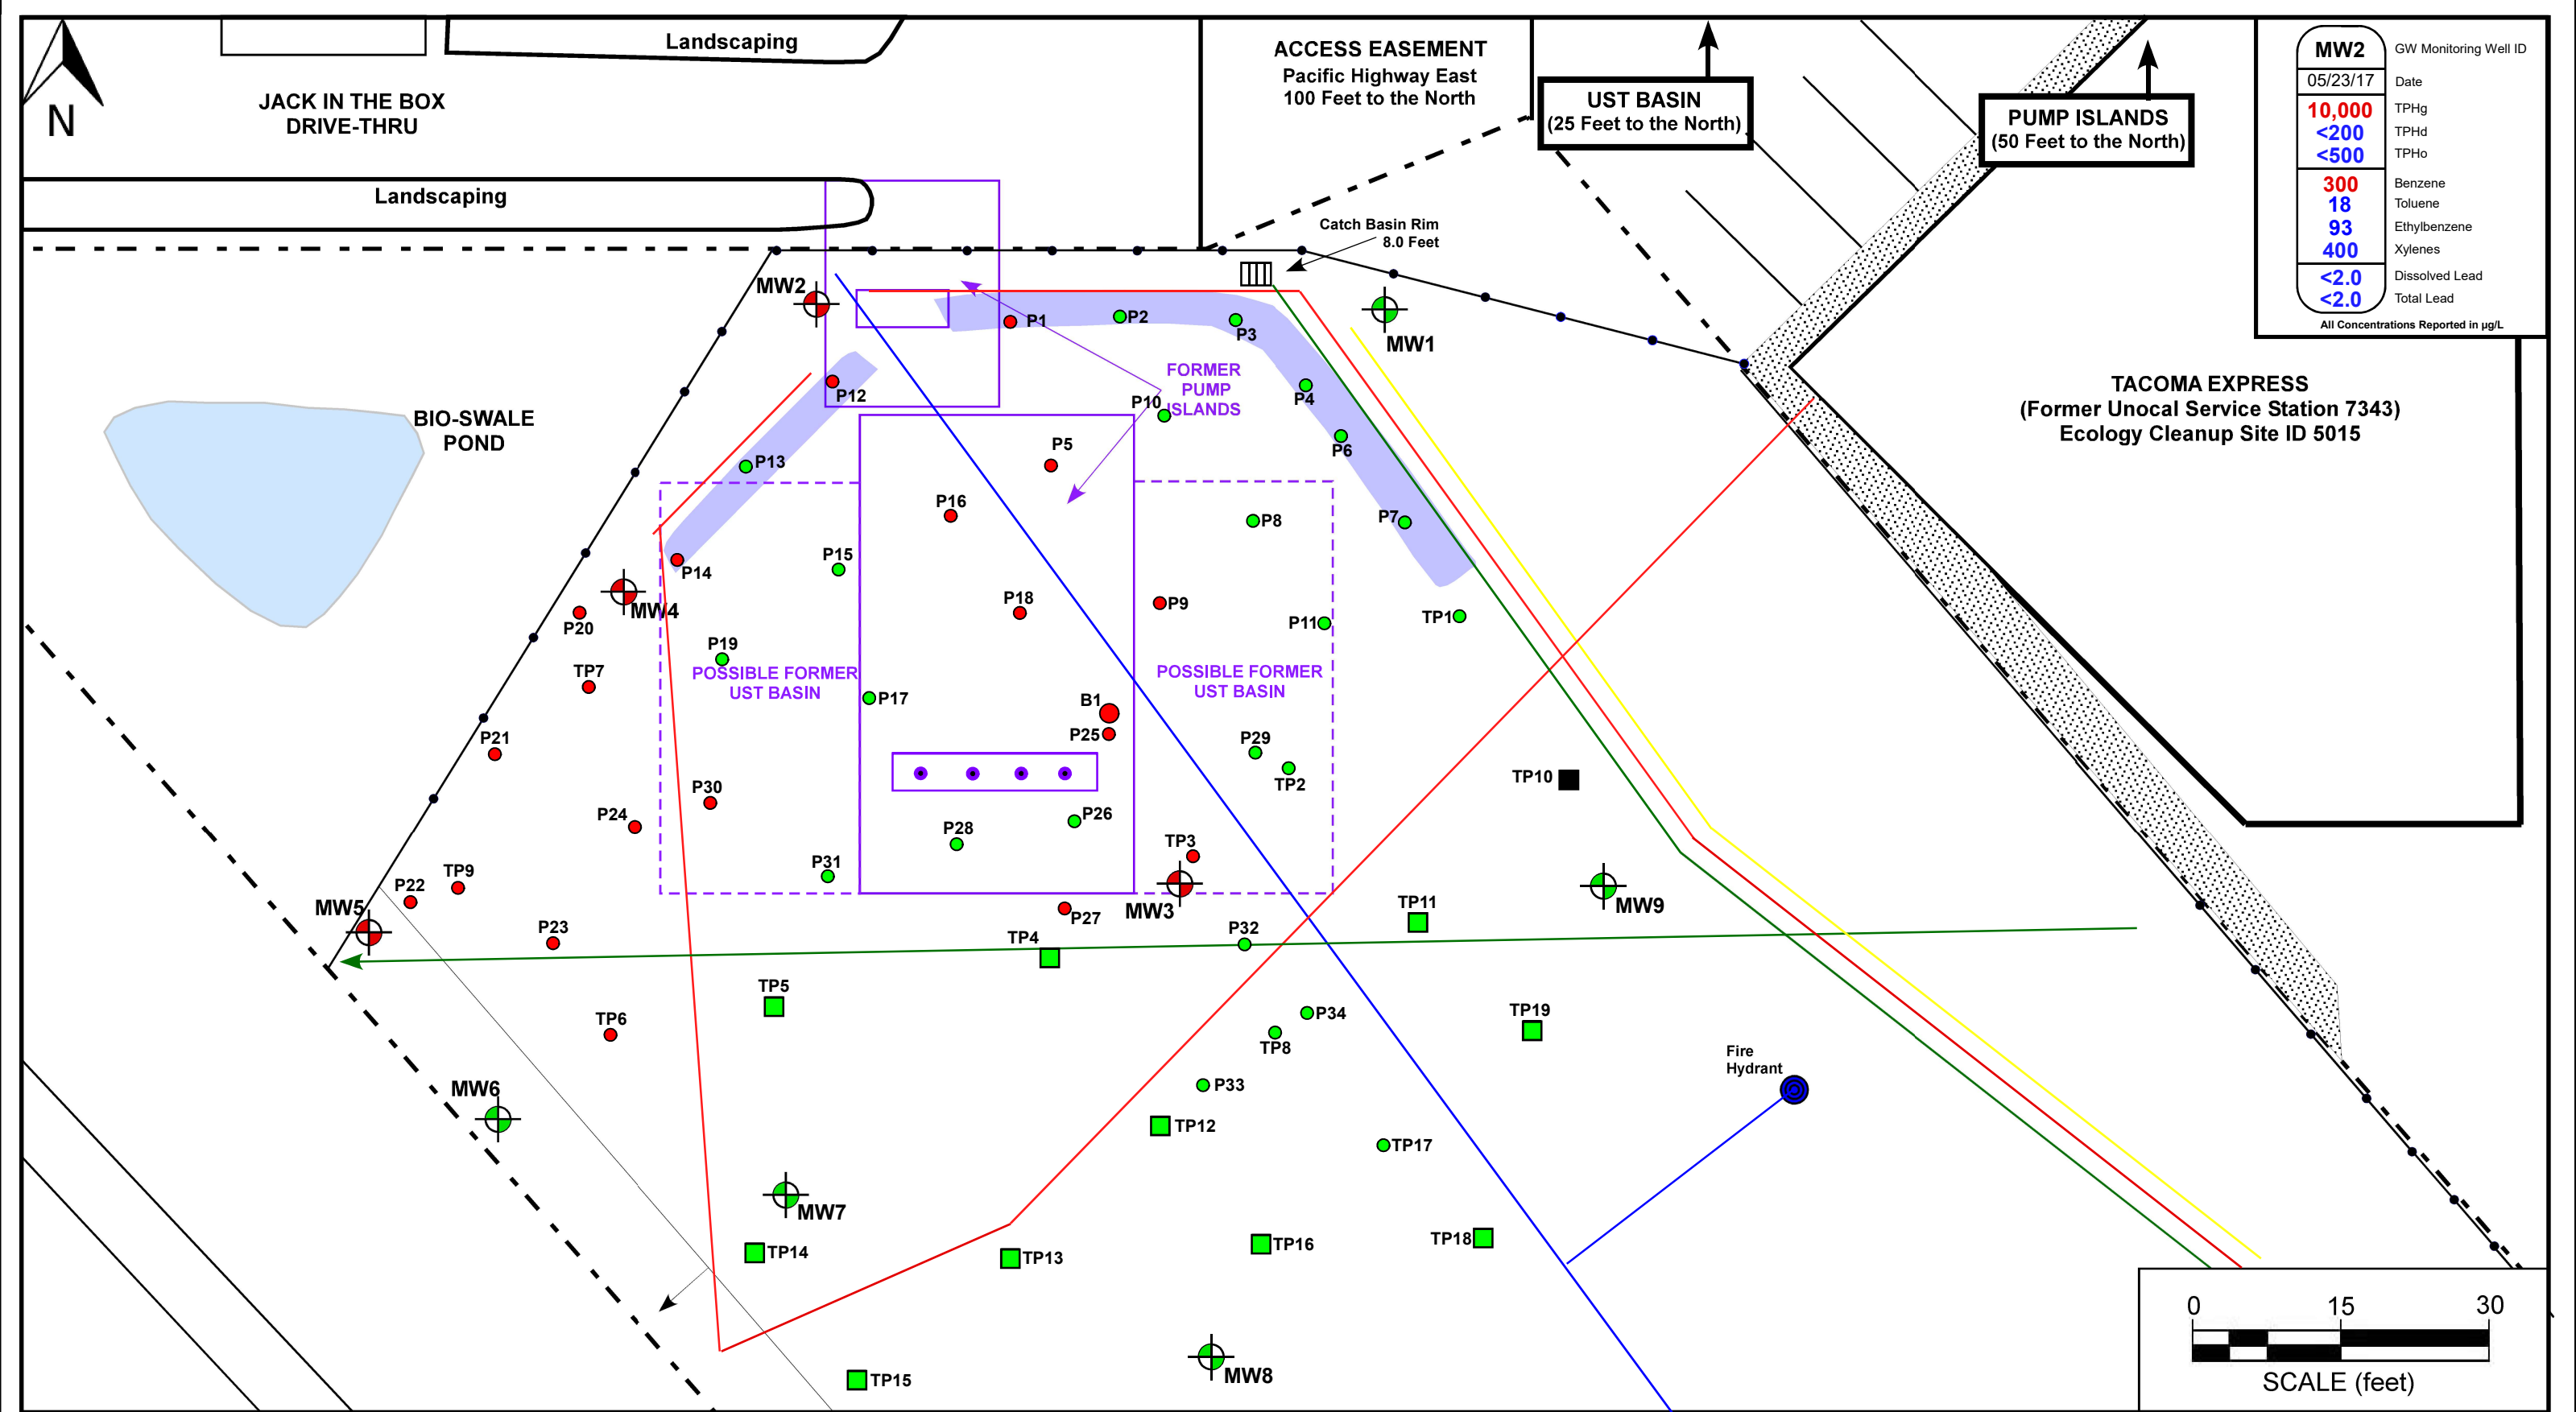 Landscaping
ACCESS EASEMENT
Pacific Highway East
100 Feet to the North
JACK IN THE BOX
DRIVE-THRU
N
UST BASIN
(25 Feet to the North)
PUMP ISLANDS
(50 Feet to the North)
MW2 GW Monitoring Well ID
05/23/17 Date
10,000 TPHg
<200 TPHd
<500 TPHo
300 Benzene
18 Toluene
93 Ethylbenzene
400 Xylenes
<2.0 Dissolved Lead
<2.0 Total Lead
All Concentrations Reported in µg/L
Landscaping
Catch Basin Rim
8.0 Feet
MW2
P1
P2
P3
MW1
FORMER
PUMP
ISLANDS
TACOMA EXPRESS
(Former Unocal Service Station 7343)
Ecology Cleanup Site ID 5015
BIO-SWALE
POND
P12
P10
P4
P5
P6
P13
P16
P7
P8
P15
P14
MW4
P18
P9
P11
TP1
P20
P19
TP7
POSSIBLE FORMER
UST BASIN
POSSIBLE FORMER
UST BASIN
P17
B1
P25
P21
P29
TP2
TP10
P30
P24
P28
P26
P31
TP3
TP9
P22
MW5
P27
MW3
TP11
MW9
P23
TP4
P32
TP5
TP6
P34
TP8
TP19
Fire
Hydrant
MW6
P33
TP12
TP17
MW7
TP14
TP13
TP16
TP18
MW8
TP15
0 15 30
SCALE (feet)